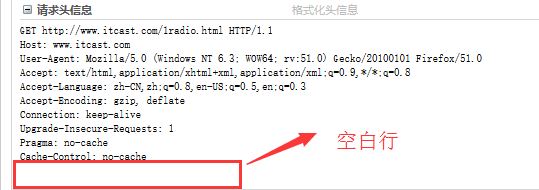 请求头信息 格式化头信息
GET http://www.itcast.com/1radio.html HTTP/1.1
Host: www.itcast.com
User-Agent: Mozilla/5.0 (Windows NT 6.3; WOW64; rv:51.0) Gecko/20100101 Firefox/51.0
Accept: text/html,application/xhtml+xml,application/xml;q=0.9,*/*;q=0.8
Accept-Language: zh-CN,zh;q=0.8,en-US;q=0.5,en;q=0.3
Accept-Encoding: gzip, deflate
Connection: keep-alive
Upgrade-Insecure-Requests: 1
Pragma: no-cache
Cache-Control: no-cache
空白行